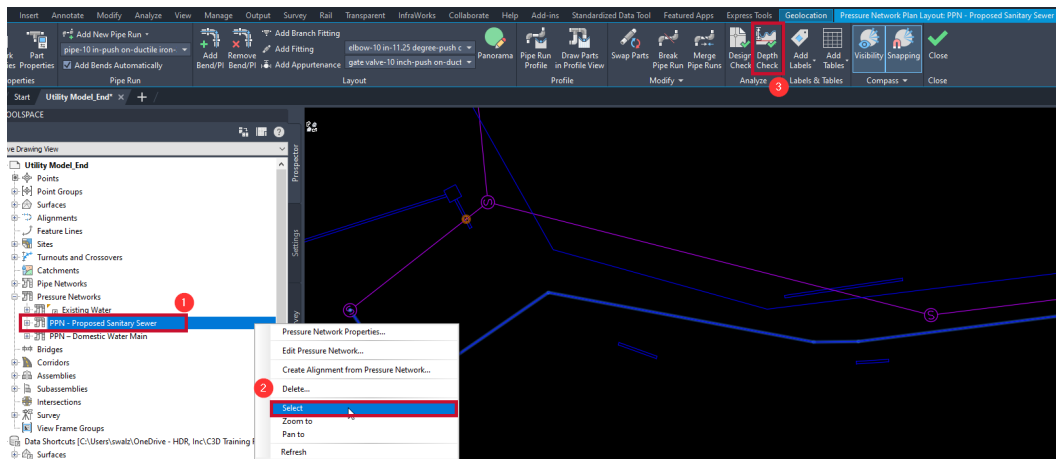 Insert Annotate Modify Analyze View Manage Output Survey Rail Transparent InfraWorks Collaborate Help Add-ins Standardized Data Tool Featured Apps Express Tools Geolocation Pressure Network Plan Layout: PPN - Proposed Sanitary Sewer
Add New Pipe Run
pipe-10 in-push on-ductile iron-
Add Bends Automatically
Part
Properties
Pipe Run
Add
Bend/PI
Remove
Bend/PI
Add Branch Fitting
Add Fitting
Add Appurtenance
elbow-10 in-11.25 degree-push c
gate valve-10 inch-push on-duct
Panorama
Layout
Pipe Run
Profile
Draw Parts
in Profile View
Profile
Swap Parts
Break
Pipe Run
Merge
Pipe Runs
Modify
Design
Check
Depth
Check
Analyze
3
Add
Labels
Add
Tables
Labels & Tables
Visibility
Snapping
Compass
Close
Close
Start
Utility Model_End*
OOLSPACE
ve Drawing View
Utility Model_End
Points
Point Groups
Surfaces
Alignments
Feature Lines
Sites
Turnouts and Crossovers
Catchments
Pipe Networks
Pressure Networks
1
Existing Water
PPN - Proposed Sanitary Sewer
PPN – Domestic Water Main
Bridges
Corridors
Assemblies
Subassemblies
Intersections
Survey
View Frame Groups
Data Shortcuts [C:\Users\swalz\OneDrive - HDR, Inc\C3D Training
Surfaces
Prospector
Settings
Pressure Network Properties...
Edit Pressure Network...
Create Alignment from Pressure Network...
2
Delete...
Select
Zoom to
Pan to
Refresh
S
S